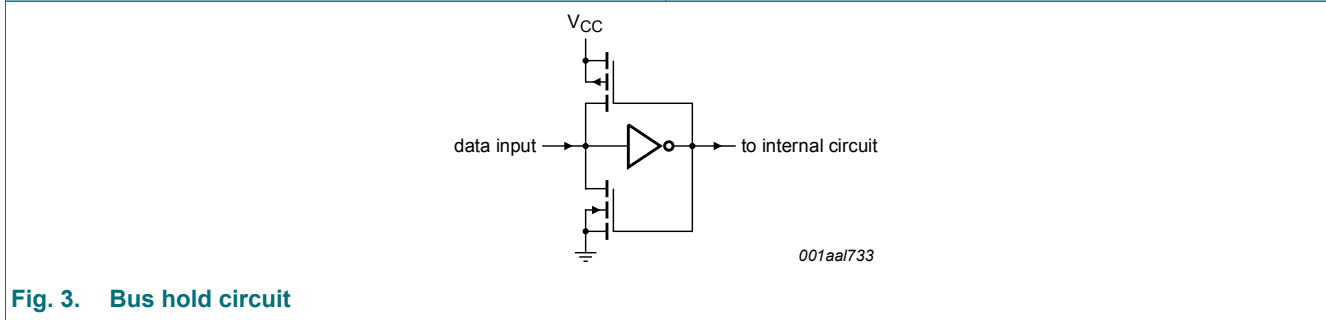 VCC
data input
to internal circuit
001aal733
Fig. 3. Bus hold circuit